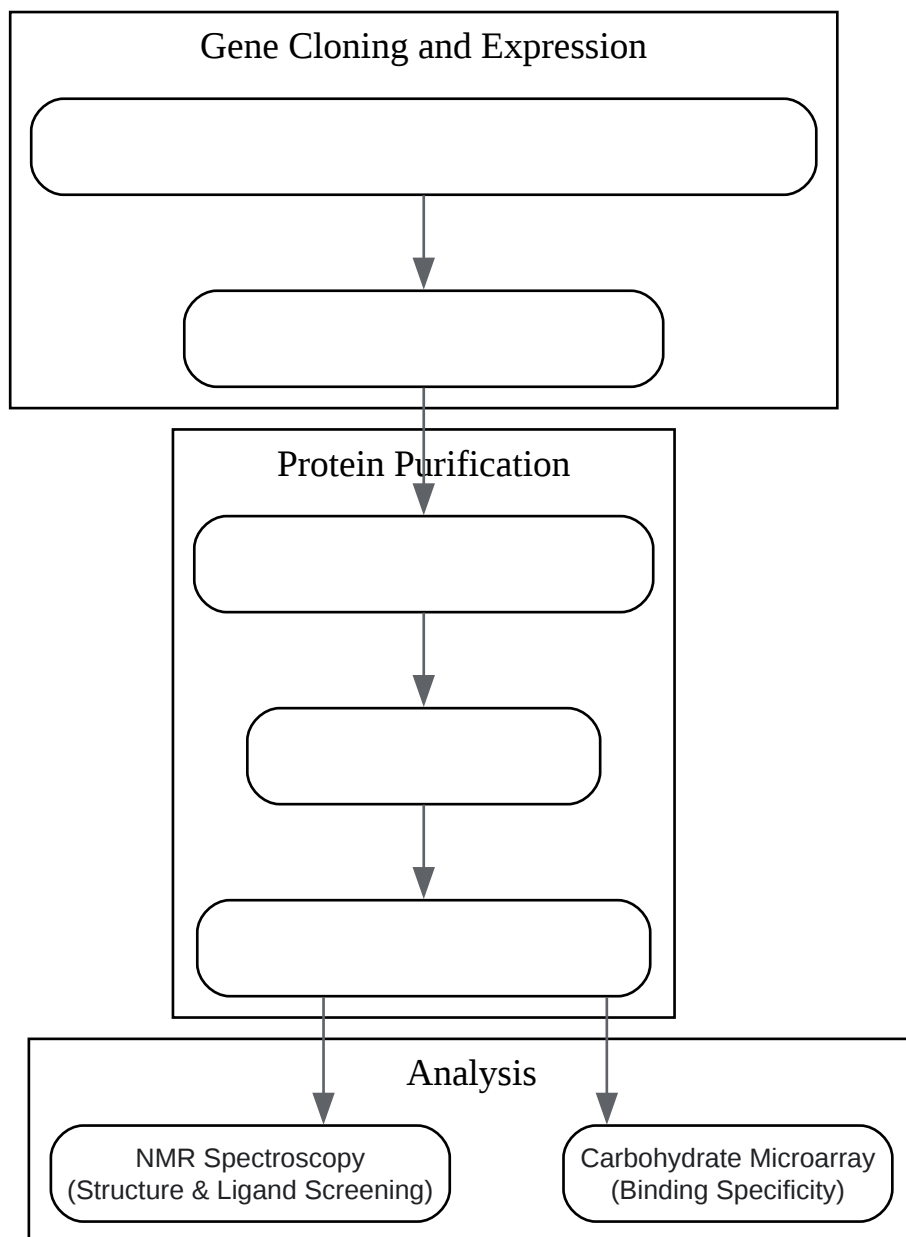 Gene Cloning and Expression
Protein Purification
Analysis
NMR Spectroscopy
(Structure & Ligand Screening)
Carbohydrate Microarray
(Binding Specificity)